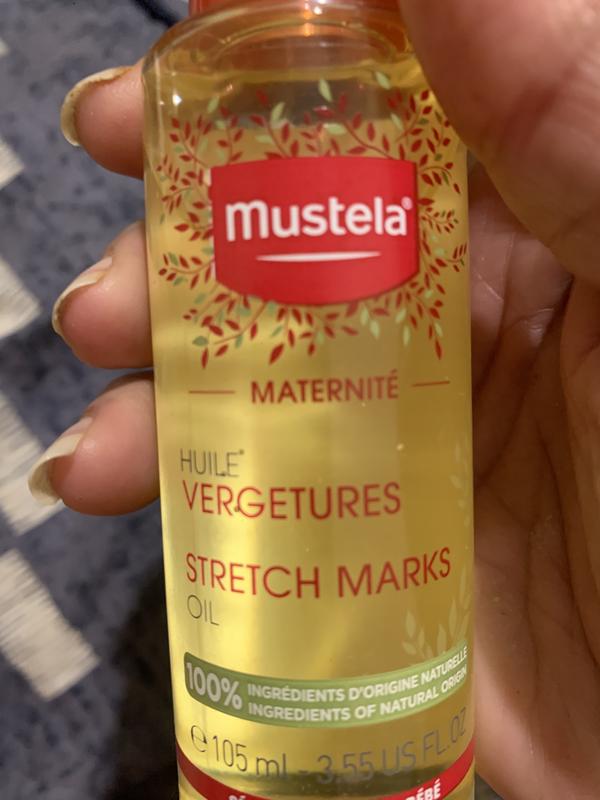 mustela®
MATERNITÉ
HUILE*
VERGETURES
STRETCH MARKS
OIL
100% INGRÉDIENTS D'ORIGINE NATURELLE
INGREDIENTS OF NATURAL ORIGIN
℮ 105 ml - 3.55 US FL.OZ
BÉBÉ